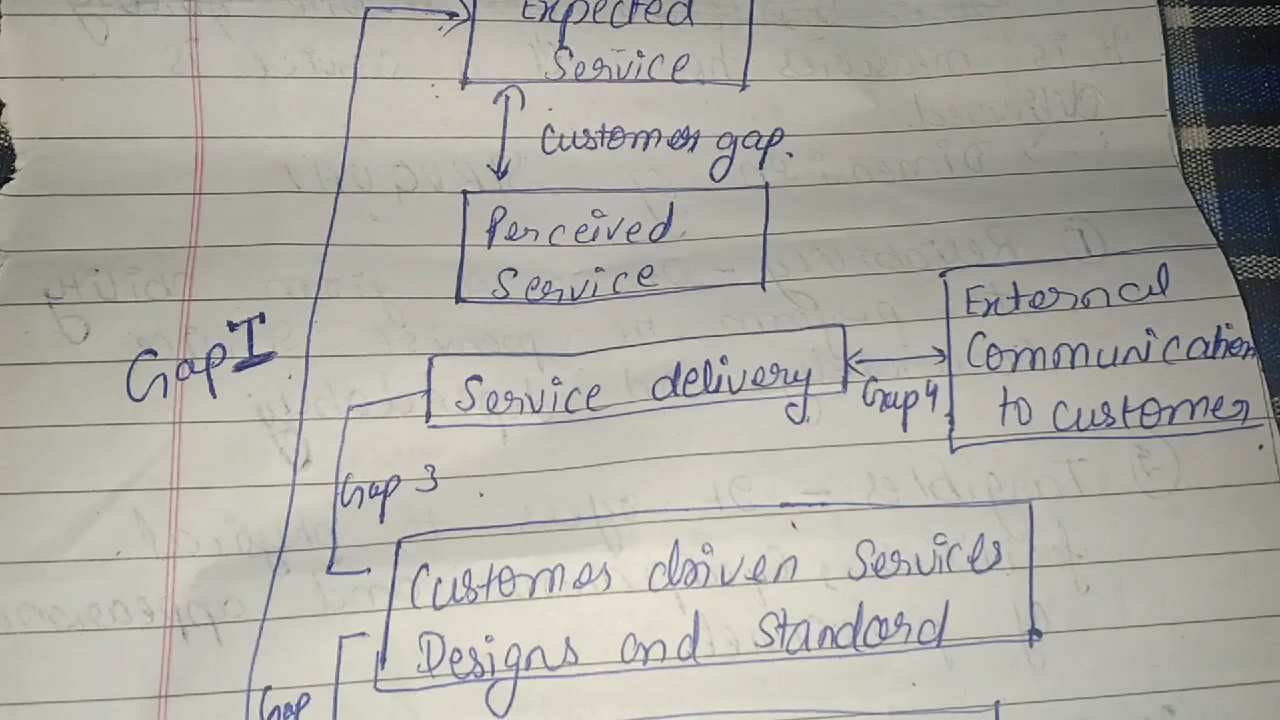 Expected
Service
Customer gap.
Perceived
Service
External
Communication
to customer
Gap I
Service delivery
Gap 4
Gap 3
Customer driven Services
Designs and Standard
Gap